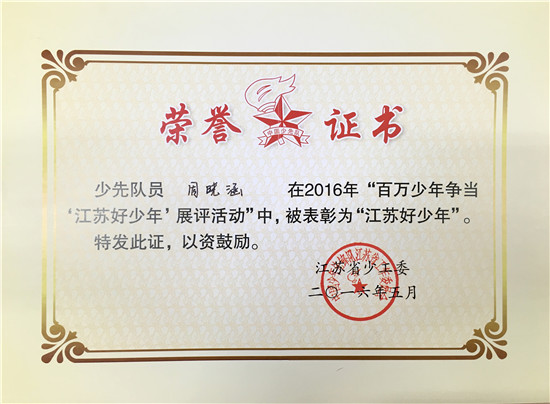 荣誉证书
中国少先队
少先队员 周晓涵 在2016年“百万少年争当
‘江苏好少年’展评活动”中，被表彰为“江苏好少年”。
特发此证，以资鼓励。
江苏省少工委
二〇一六年五月